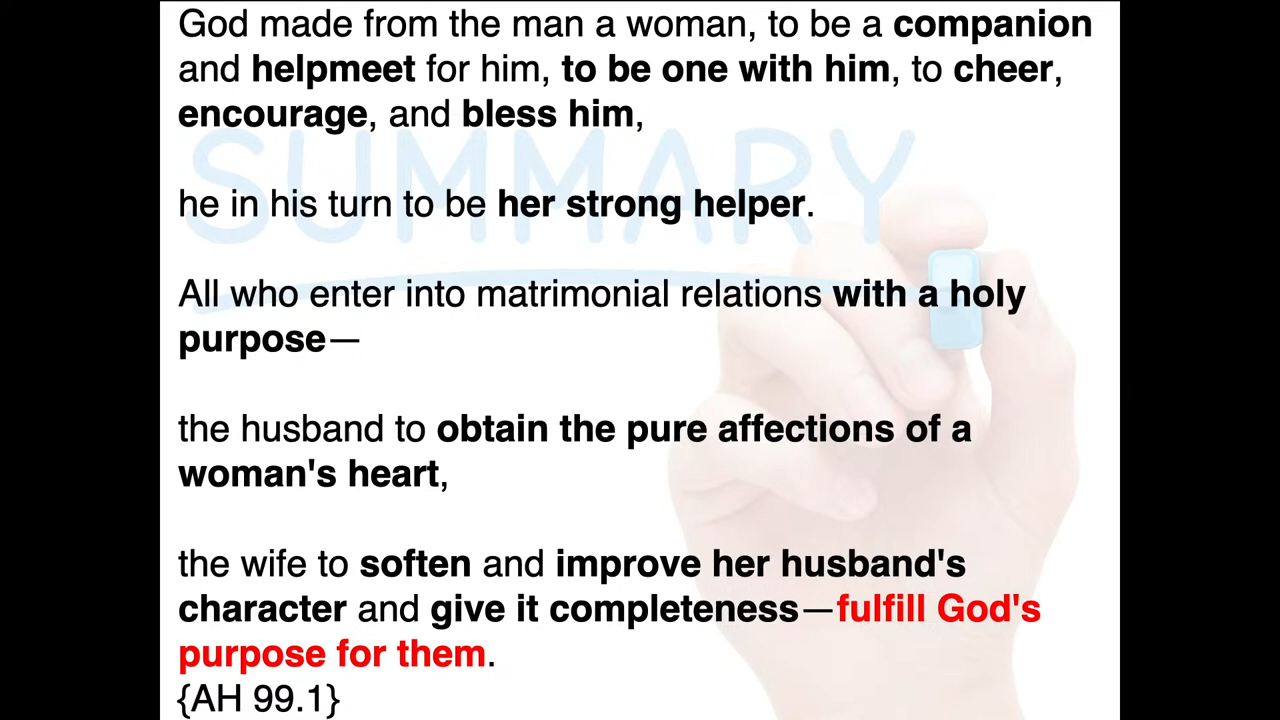 God made from the man a woman, to be a companion
and helpmeet for him, to be one with him, to cheer,
encourage, and bless him,
SUMMARY
he in his turn to be her strong helper.
All who enter into matrimonial relations with a holy
purpose—
the husband to obtain the pure affections of a
woman's heart,
the wife to soften and improve her husband's
character and give it completeness—fulfill God's
purpose for them.
{AH 99.1}